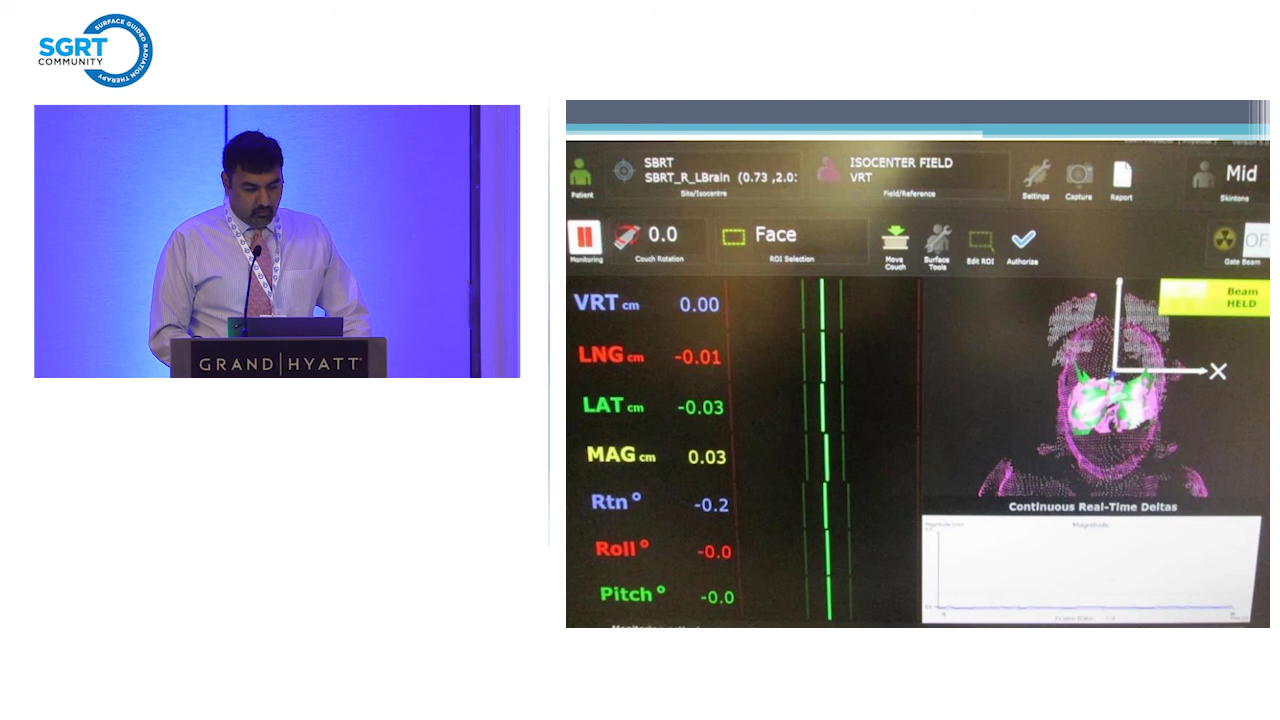 SURFACE GUIDED RADIATION THERAPY
SGRT
COMMUNITY
GRAND HYATT
SBRT
SBRT_R_LBrain (0.73 ,2.0:
Site/Isocentre
ISOCENTER FIELD
VRT
Field/Reference
Patient
Settings
Capture
Report
Mid
Skintone
Monitoring
0.0
Couch Rotation
Face
ROI Selection
Move Couch
Surface Tools
Edit ROI
Authorize
OF
Gate Beam
VRT cm 0.00
LNG cm -0.01
LAT cm -0.03
MAG cm 0.03
Rtn ° -0.2
Roll ° -0.0
Pitch ° -0.0
Beam
HELD
X
Continuous Real-Time Deltas
Magnitude